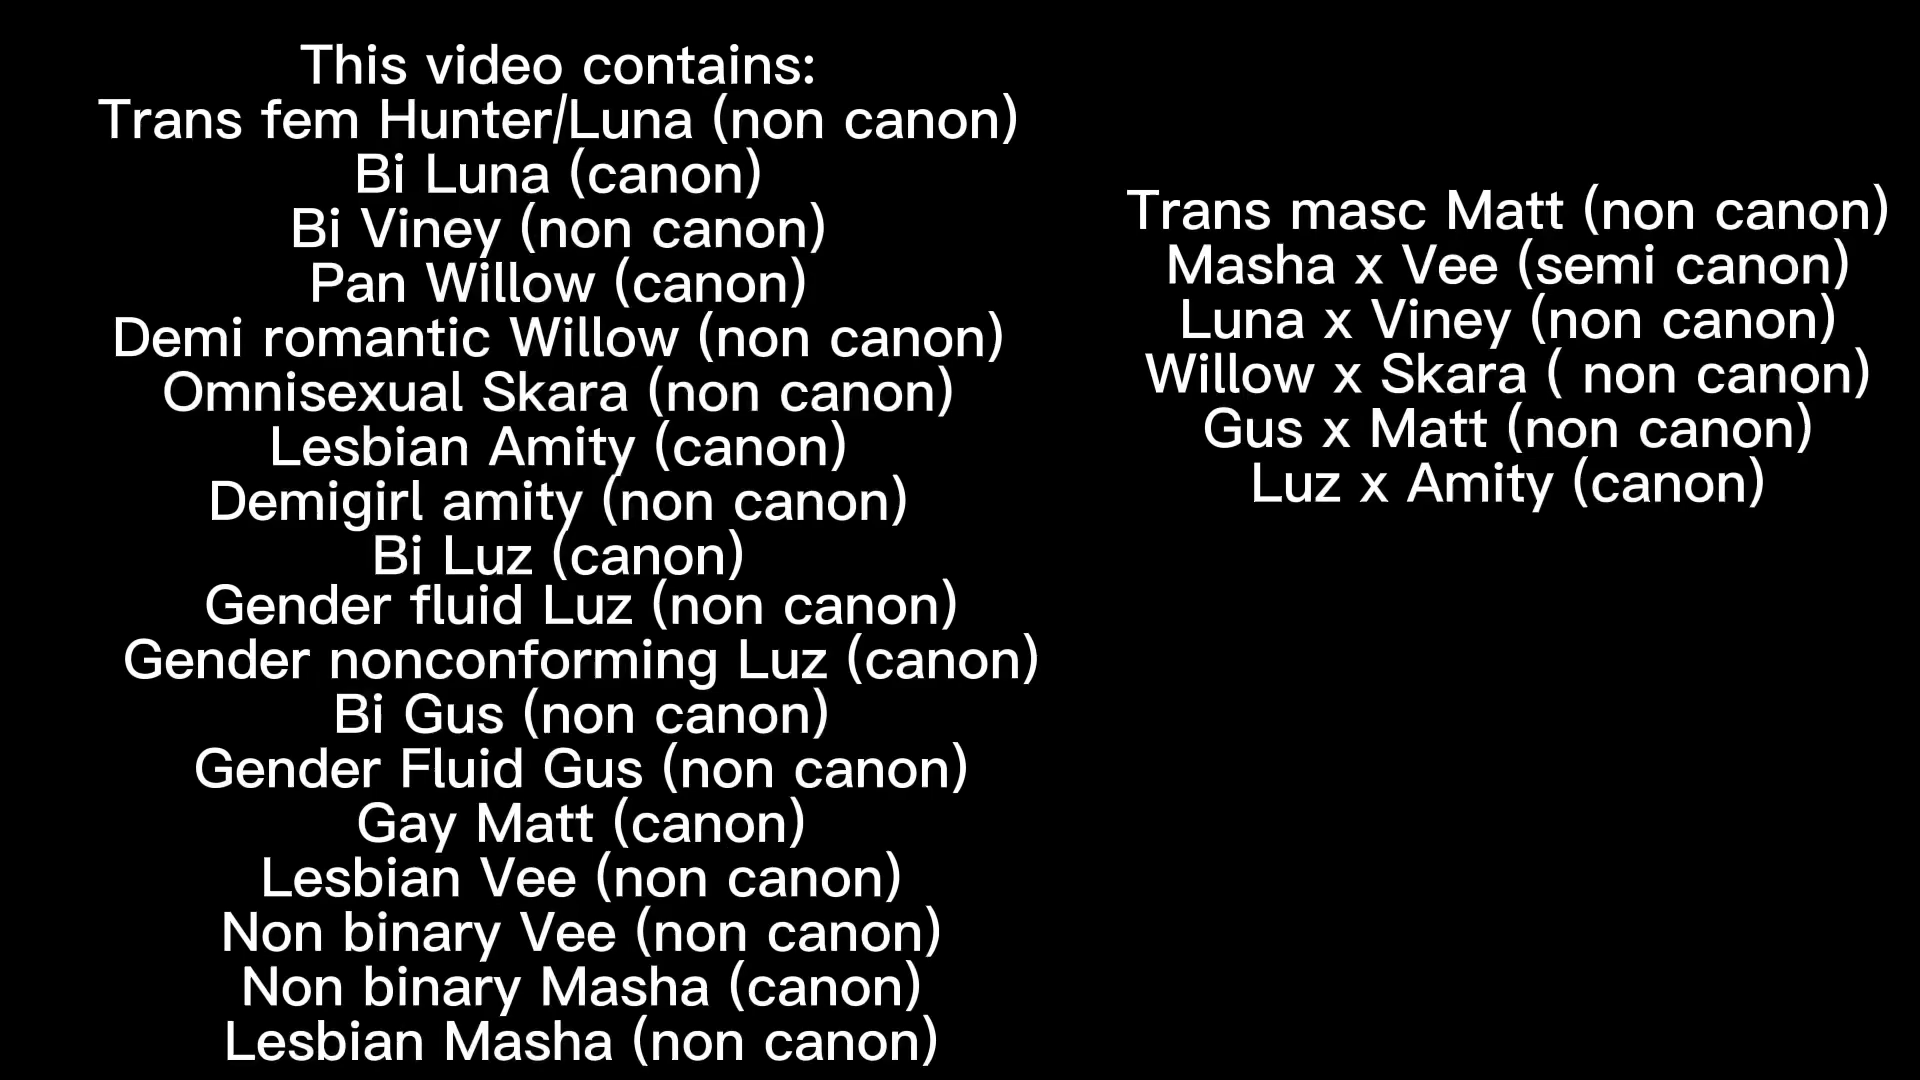 This video contains:
Trans fem Hunter/Luna (non canon)
Bi Luna (canon)
Bi Viney (non canon)
Pan Willow (canon)
Demi romantic Willow (non canon)
Omnisexual Skara (non canon)
Lesbian Amity (canon)
Demigirl amity (non canon)
Bi Luz (canon)
Gender fluid Luz (non canon)
Gender nonconforming Luz (canon)
Bi Gus (non canon)
Gender Fluid Gus (non canon)
Gay Matt (canon)
Lesbian Vee (non canon)
Non binary Vee (non canon)
Non binary Masha (canon)
Lesbian Masha (non canon)
Trans masc Matt (non canon)
Masha x Vee (semi canon)
Luna x Viney (non canon)
Willow x Skara ( non canon)
Gus x Matt (non canon)
Luz x Amity (canon)